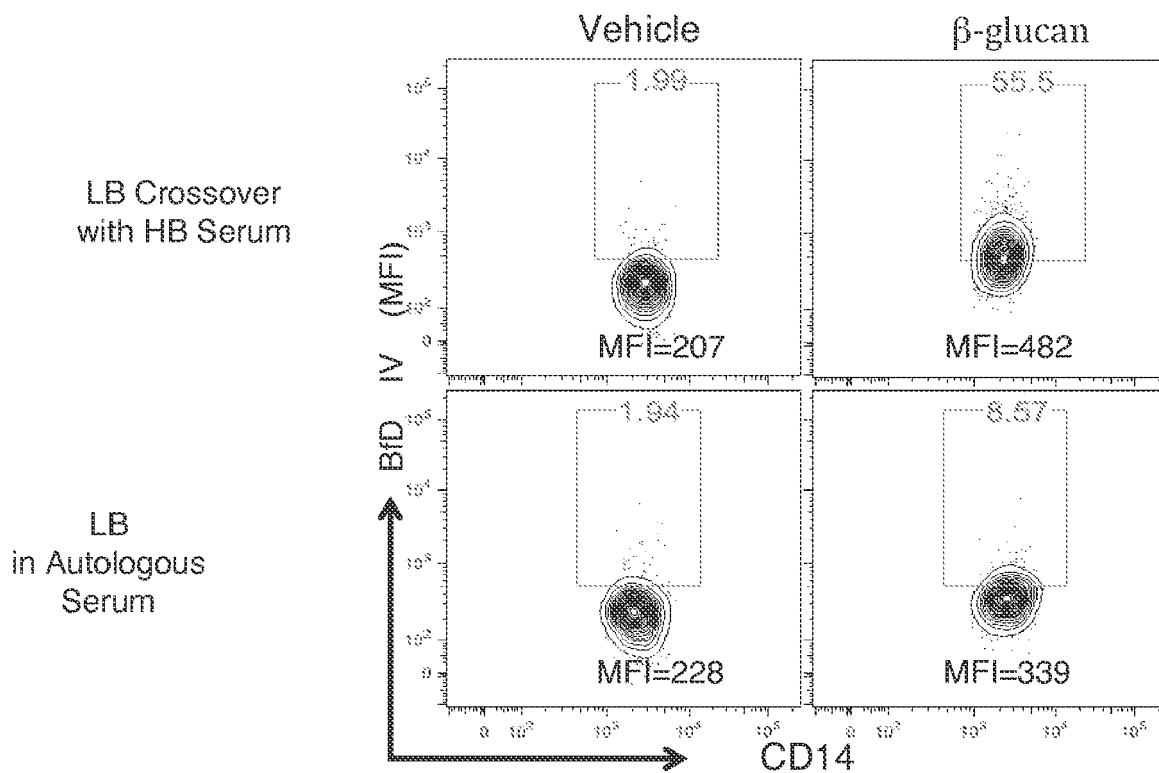 Vehicle
β-glucan
LB Crossover
with HB Serum
1.99
55.5
MFI=207
MFI=482
BfD IV (MFI)
LB
in Autologous
Serum
1.94
8.57
MFI=228
MFI=339
CD14